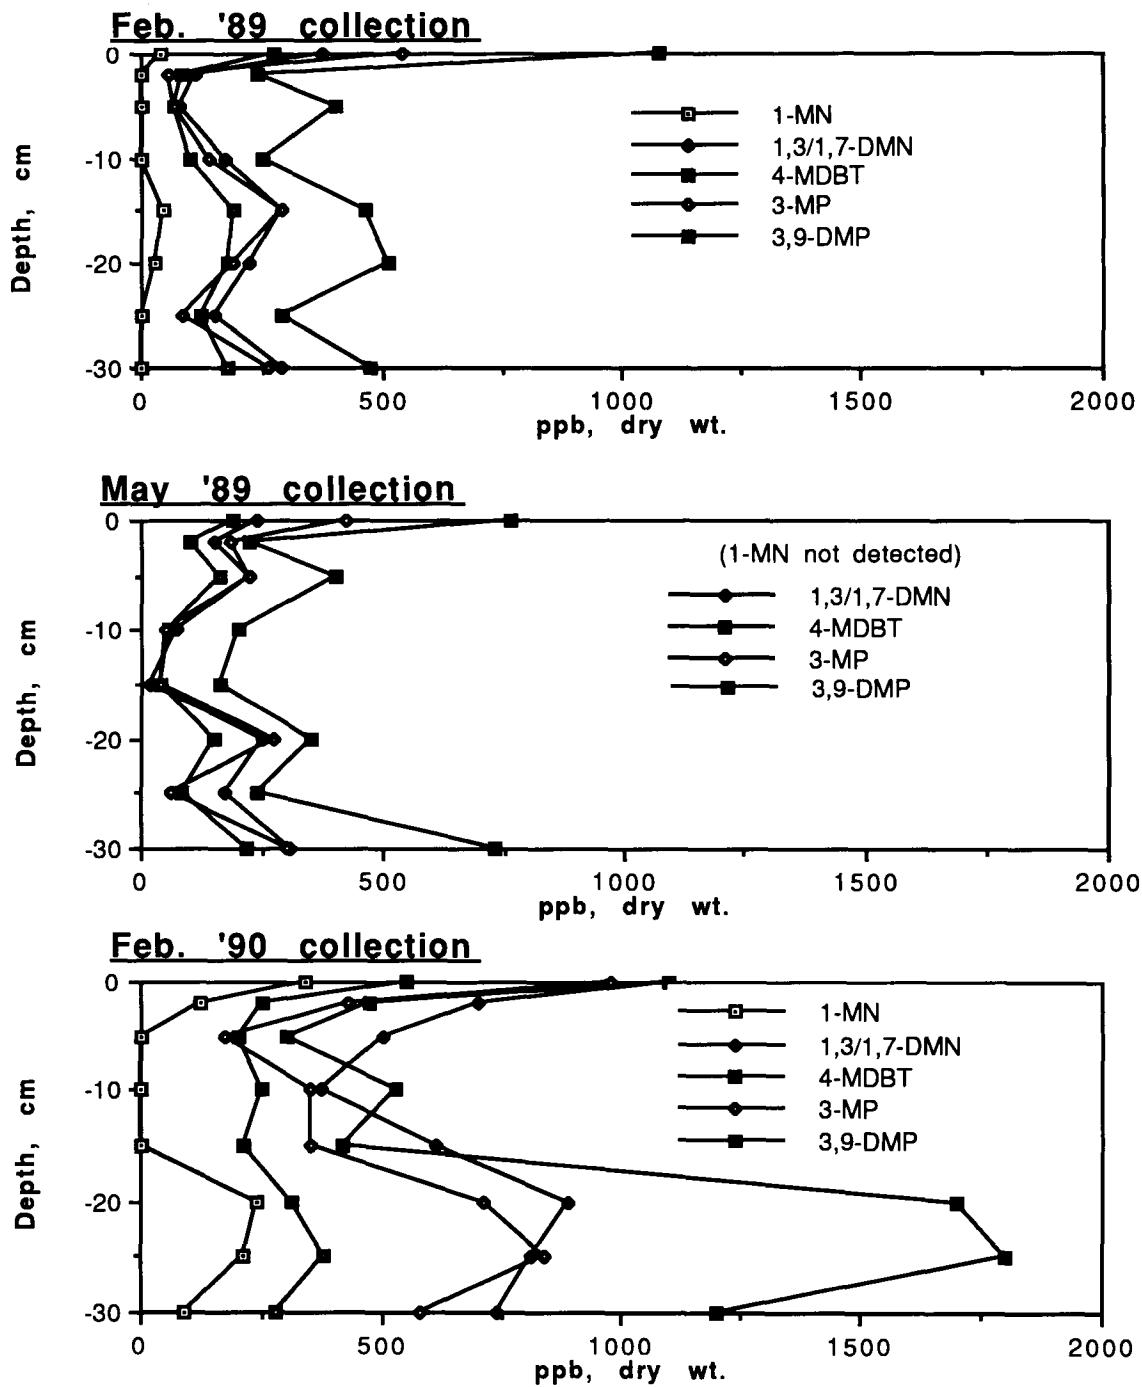 Feb. '89 collection
0
-10
-20
-30
Depth, cm
1-MN
1,3/1,7-DMN
4-MDBT
3-MP
3,9-DMP
0 500 1000 1500 2000
ppb, dry wt.
May '89 collection
0
-10
-20
-30
Depth, cm
(1-MN not detected)
1,3/1,7-DMN
4-MDBT
3-MP
3,9-DMP
0 500 1000 1500 2000
ppb, dry wt.
Feb. '90 collection
0
-10
-20
-30
Depth, cm
1-MN
1,3/1,7-DMN
4-MDBT
3-MP
3,9-DMP
0 500 1000 1500 2000
ppb, dry wt.